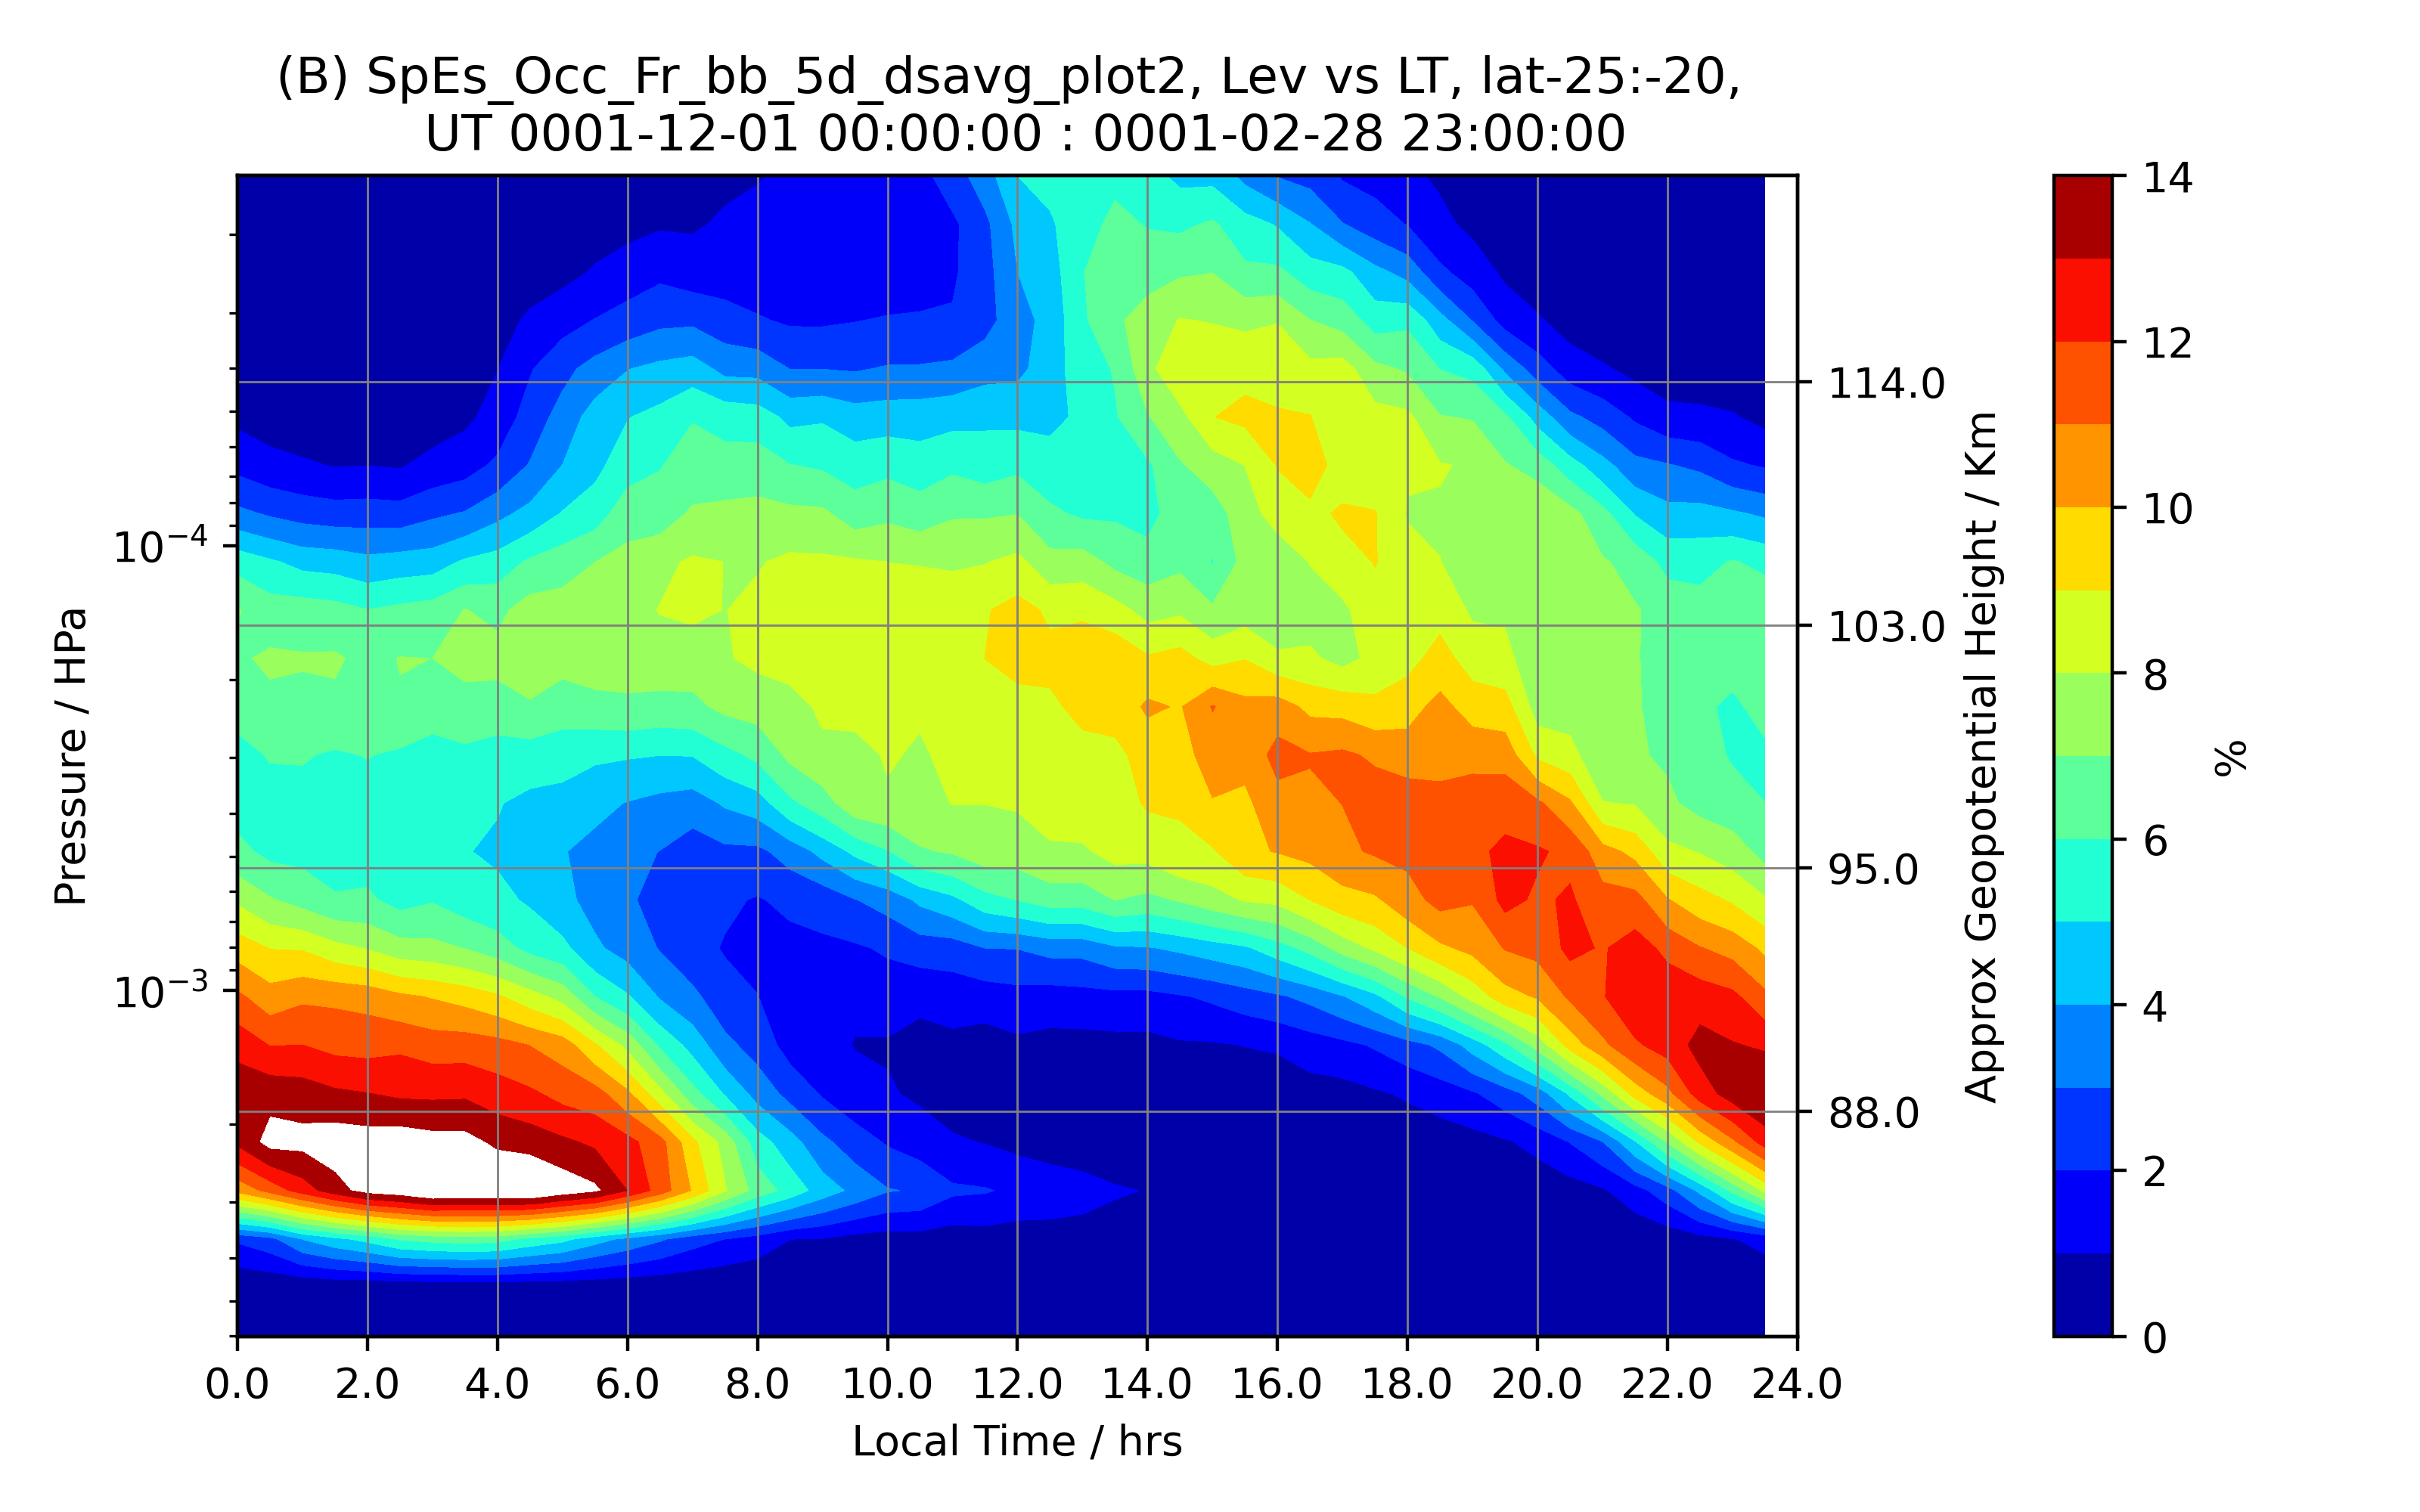 (B) SpEs_Occ_Fr_bb_5d_dsavg_plot2, Lev vs LT, lat-25:-20,
UT 0001-12-01 00:00:00 : 0001-02-28 23:00:00
Pressure / HPa
10⁻⁴
10⁻³
0.0 2.0 4.0 6.0 8.0 10.0 12.0 14.0 16.0 18.0 20.0 22.0 24.0
Local Time / hrs
114.0
103.0
95.0
88.0
Approx Geopotential Height / Km
14
12
10
8
6
4
2
0
%